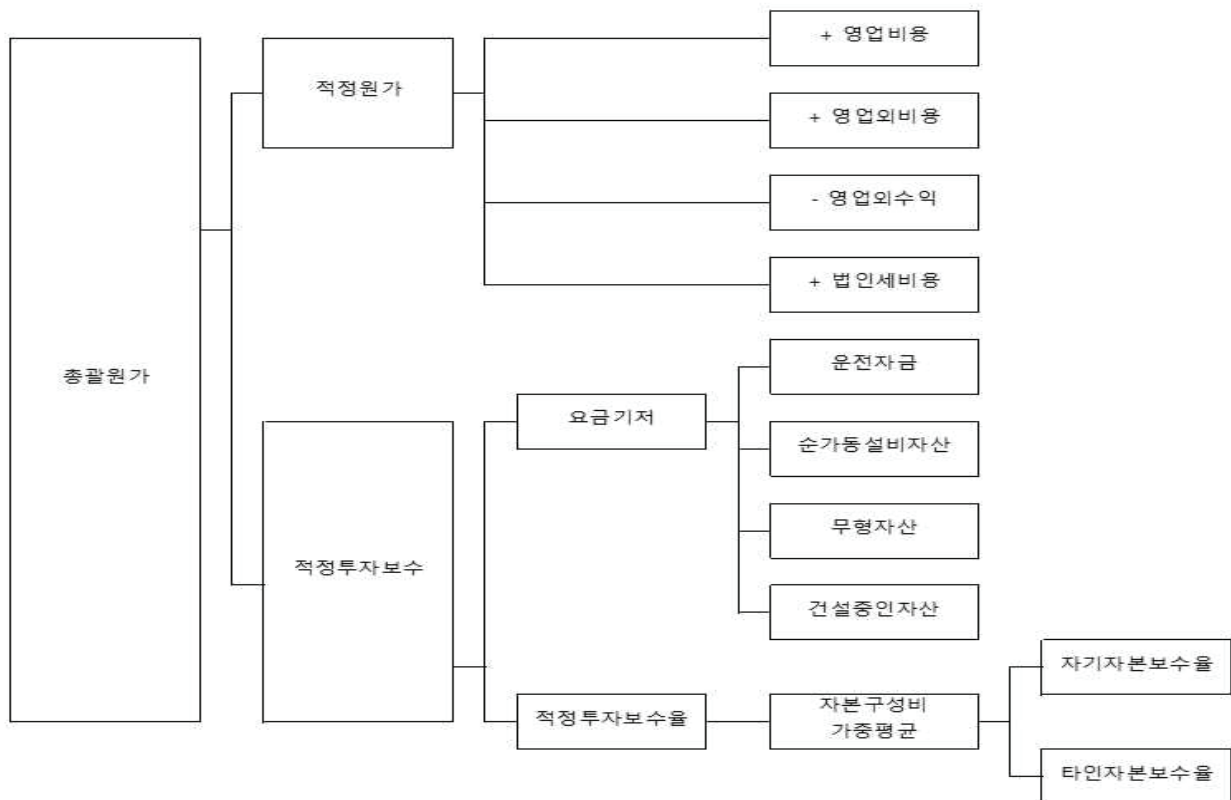 + 영업비용
적정원가
+ 영업외비용
- 영업외수익
+ 법인세비용
총괄원가
운전자금
요금기저
순가동설비자산
무형자산
적정투자보수
건설중인자산
자기자본보수율
적정투자보수율
자본구성비
가중평균
타인자본보수율